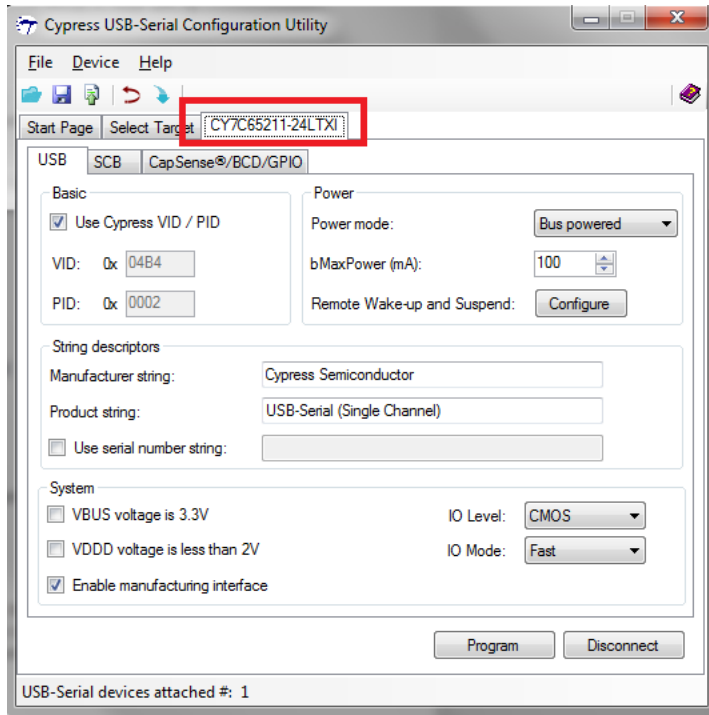 Cypress USB-Serial Configuration Utility
File Device Help
Start Page Select Target CY7C65211-24LTXI
USB SCB CapSense®/BCD/GPIO
Basic
Use Cypress VID / PID
VID: 0x 04B4
PID: 0x 0002
Power
Power mode: Bus powered
bMaxPower (mA): 100
Remote Wake-up and Suspend: Configure
String descriptors
Manufacturer string: Cypress Semiconductor
Product string: USB-Serial (Single Channel)
Use serial number string:
System
VBUS voltage is 3.3V IO Level: CMOS
VDDD voltage is less than 2V IO Mode: Fast
Enable manufacturing interface
Program Disconnect
USB-Serial devices attached #: 1